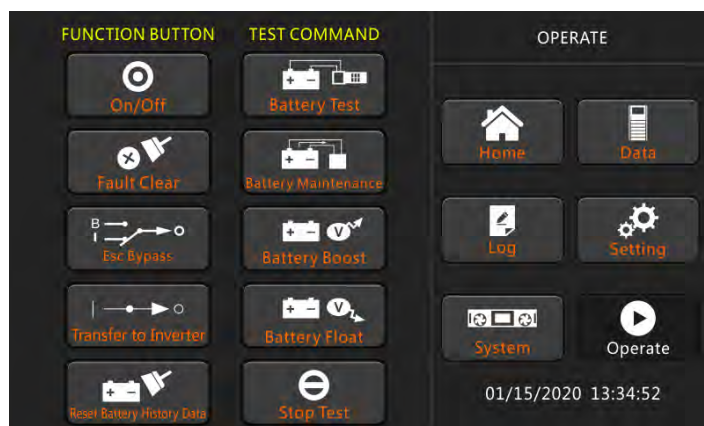 FUNCTION BUTTON
TEST COMMAND
OPERATE
On/Off
Battery Test
Fault Clear
Battery Maintenance
B
I
Esc Bypass
V
Battery Boost
Transfer to Inverter
V
Battery Float
Reset Battery History Data
Stop Test
Home
Data
Log
Setting
System
Operate
01/15/2020 13:34:52